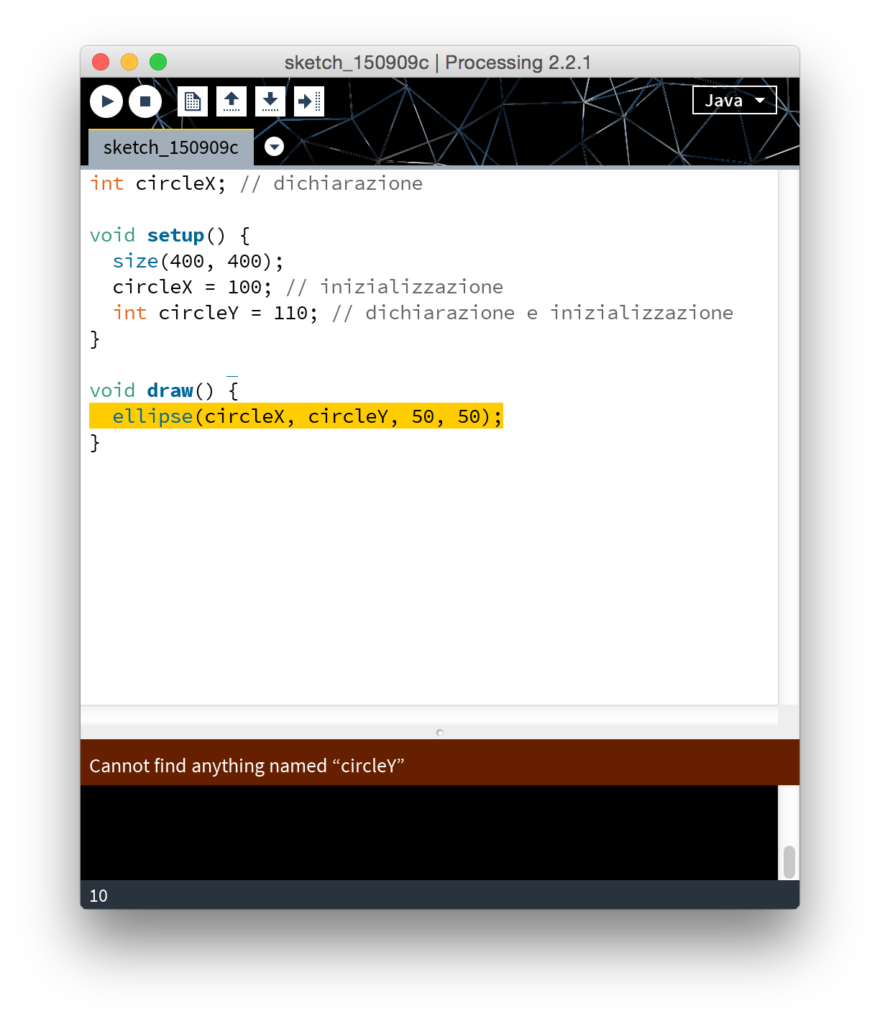 sketch_150909c | Processing 2.2.1
Java
sketch_150909c
int circleX; // dichiarazione
void setup() {
size(400, 400);
circleX = 100; // inizializzazione
int circleY = 110; // dichiarazione e inizializzazione
}
void draw() {
ellipse(circleX, circleY, 50, 50);
}
Cannot find anything named “circleY”
10